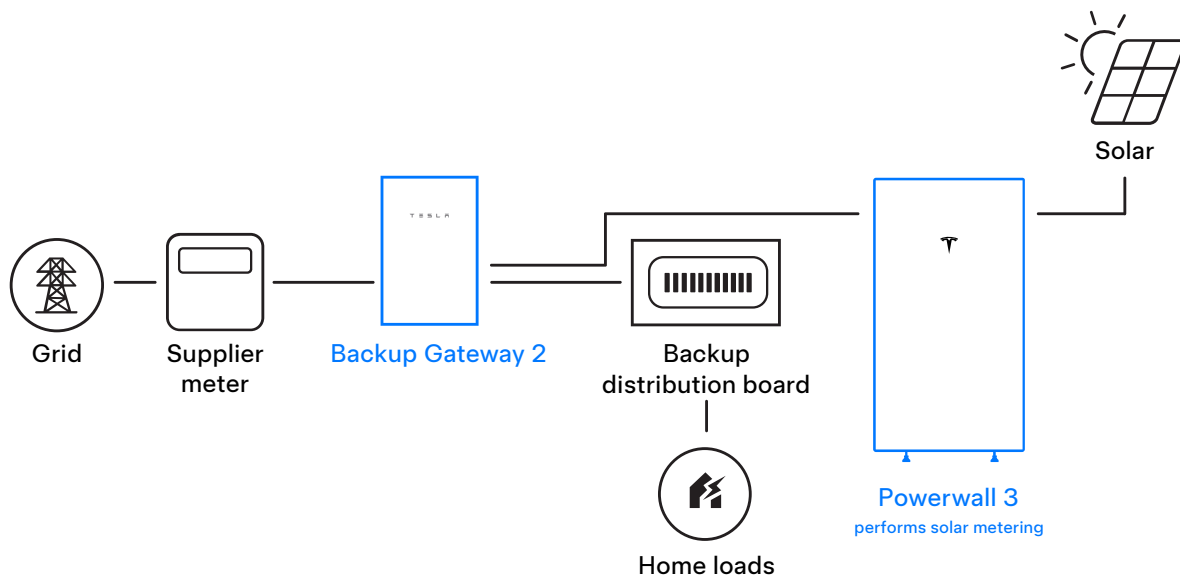 Solar
TESLA
Grid
Supplier
meter
Backup Gateway 2
Backup
distribution board
Powerwall 3
performs solar metering
Home loads